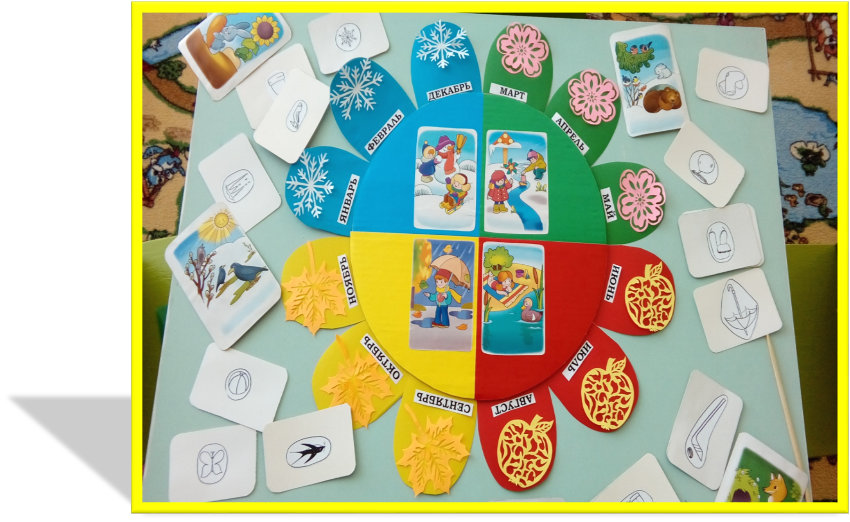 ДЕКАБРЬ
МАРТ
АПРЕЛЬ
МАЙ
ИЮНЬ
ИЮЛЬ
АВГУСТ
СЕНТЯБРЬ
ОКТЯБРЬ
НОЯБРЬ
ЯНВАРЬ
ФЕВРАЛЬ